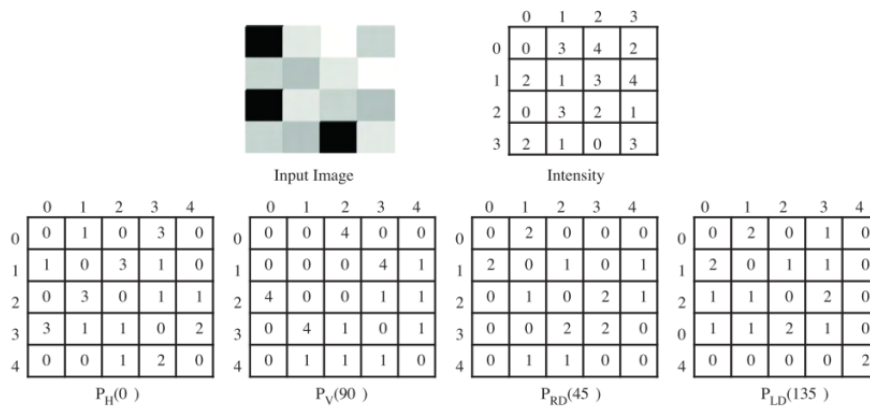 0 1 2 3
0 0 3 4 2
1 2 1 3 4
2 0 3 2 1
3 2 1 0 3
Input Image
Intensity
0 1 2 3 4
0 0 1 0 3 0
1 1 0 3 1 0
2 0 3 0 1 1
3 3 1 1 0 2
4 0 0 1 2 0
P_H(0 )
0 1 2 3 4
0 0 0 4 0 0
1 0 0 0 4 1
2 4 0 0 1 1
3 0 4 1 0 1
4 0 1 1 1 0
P_V(90 )
0 1 2 3 4
0 0 2 0 0 0
1 2 0 1 0 1
2 0 1 0 2 1
3 0 0 2 2 0
4 0 1 1 0 0
P_RD(45 )
0 1 2 3 4
0 0 2 0 1 0
1 2 0 1 1 0
2 1 1 0 2 0
0 1 1 2 1 0
4 0 0 0 0 2
P_LD(135 )